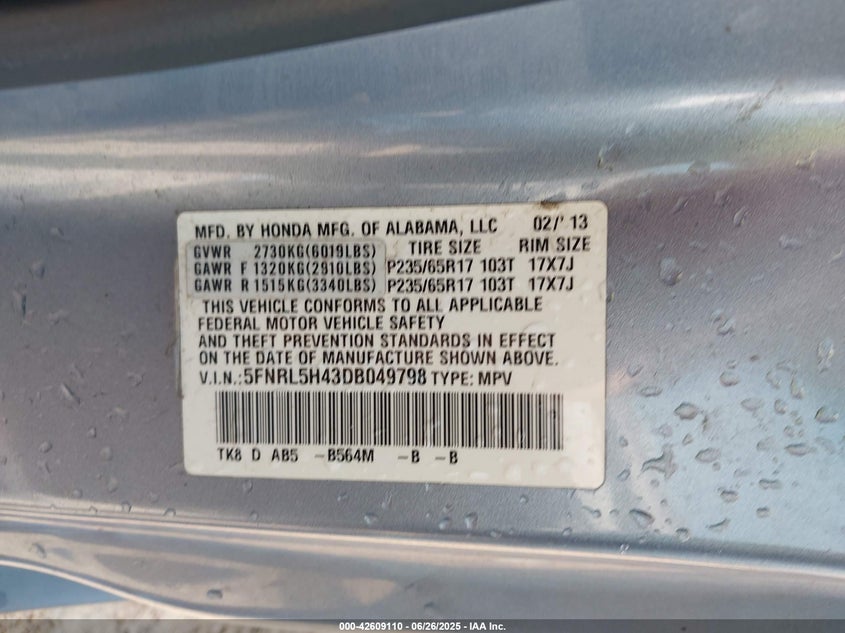 MFD. BY HONDA MFG. OF ALABAMA, LLC 02/'13
GVWR 2730KG(6019LBS) TIRE SIZE RIM SIZE
GAWR F 1320KG(2910LBS) P235/65R17 103T 17X7J
GAWR R 1515KG(3340LBS) P235/65R17 103T 17X7J
THIS VEHICLE CONFORMS TO ALL APPLICABLE
FEDERAL MOTOR VEHICLE SAFETY
AND THEFT PREVENTION STANDARDS IN EFFECT
ON THE DATE OF MANUFACTURE SHOWN ABOVE.
V.I.N.:5FNRL5H43DB049798 TYPE: MPV
TK8 D AB5 -B564M -B -B
000-42609110 - 06/26/2025 - IAA Inc.